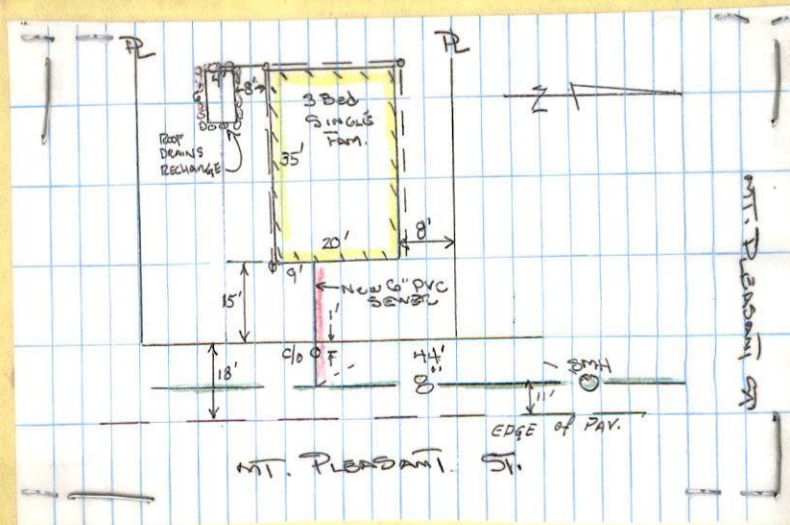 PL
PL
4'
8'
3 Bed
SINGLE
FAM.
N
ROOF
DRAINS
RECHARGE
35'
20'
8'
9'
NEW 6" PVC
SEWER
15'
1'
C/O
44'
8"
SMH
18'
11'
EDGE of PAV.
MT. PLEASANT. ST.
MT. PLEASANT